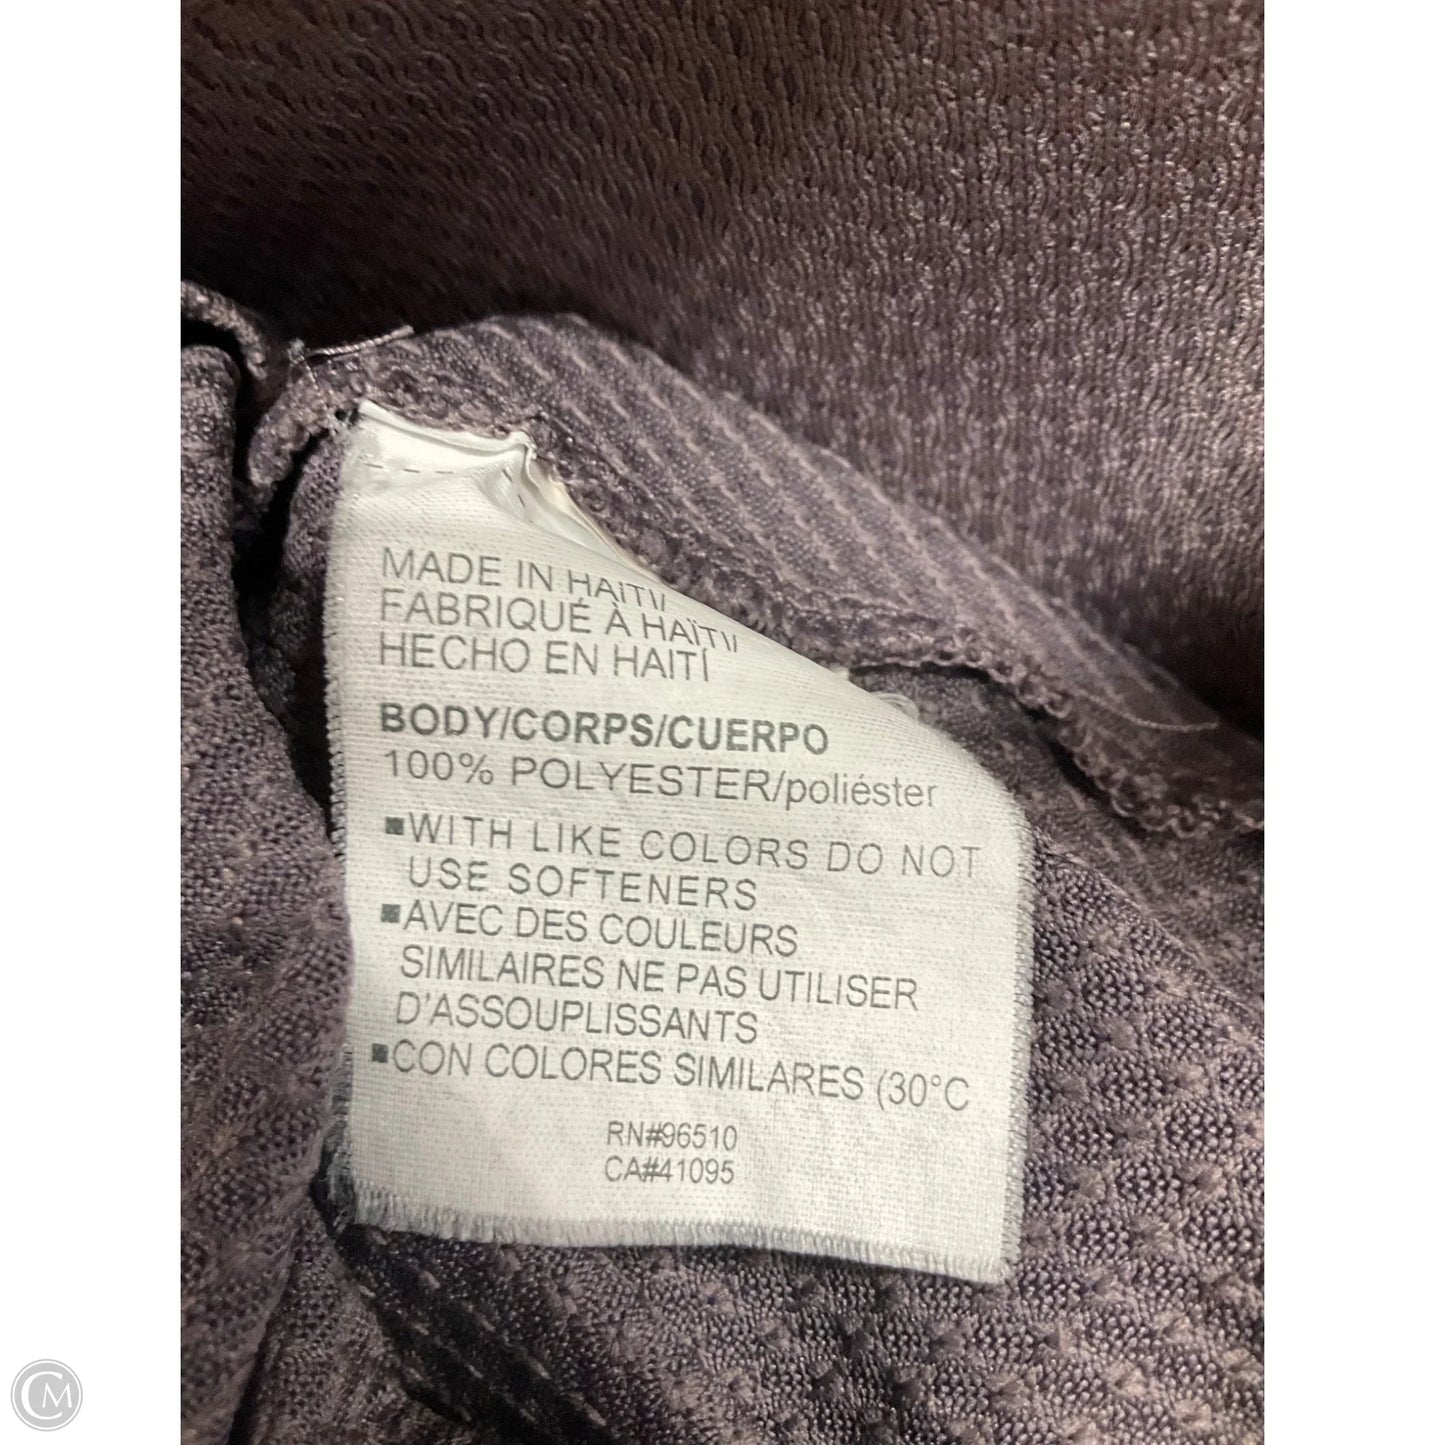 MADE IN HAITI/
FABRIQUÉ À HAÏTI/
HECHO EN HAITÍ
BODY/CORPS/CUERPO
100% POLYESTER/poliéster
▪WITH LIKE COLORS DO NOT
USE SOFTENERS
▪AVEC DES COULEURS
SIMILAIRES NE PAS UTILISER
D'ASSOUPLISSANTS
▪CON COLORES SIMILARES (30°C
RN#96510
CA#41095
CM